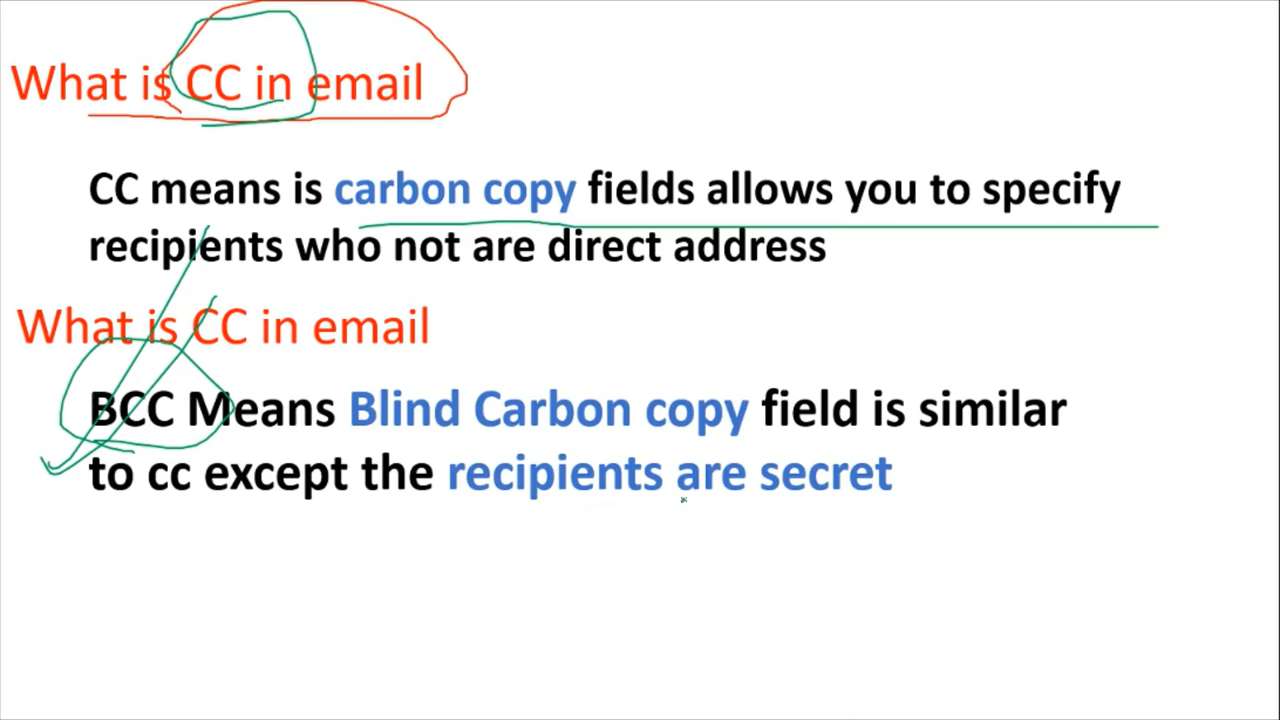 What is CC in email
CC means is carbon copy fields allows you to specify
recipients who not are direct address
What is CC in email
BCC Means Blind Carbon copy field is similar
to cc except the recipients are secret